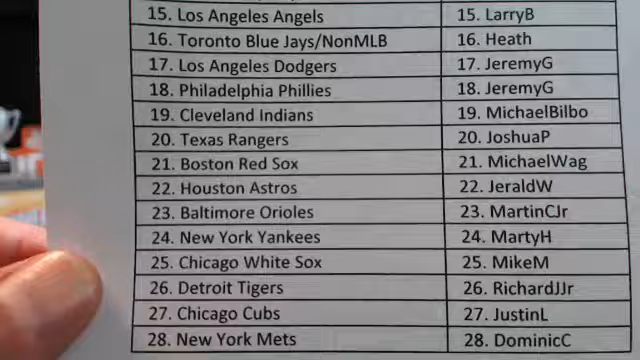 15. Los Angeles Angels 15. LarryB
16. Toronto Blue Jays/NonMLB 16. Heath
17. Los Angeles Dodgers 17. JeremyG
18. Philadelphia Phillies 18. JeremyG
19. Cleveland Indians 19. MichaelBilbo
20. Texas Rangers 20. JoshuaP
21. Boston Red Sox 21. MichaelWag
22. Houston Astros 22. JeraldW
23. Baltimore Orioles 23. MartinCJr
24. New York Yankees 24. MartyH
25. Chicago White Sox 25. MikeM
26. Detroit Tigers 26. RichardJJr
27. Chicago Cubs 27. JustinL
28. New York Mets 28. DominicC